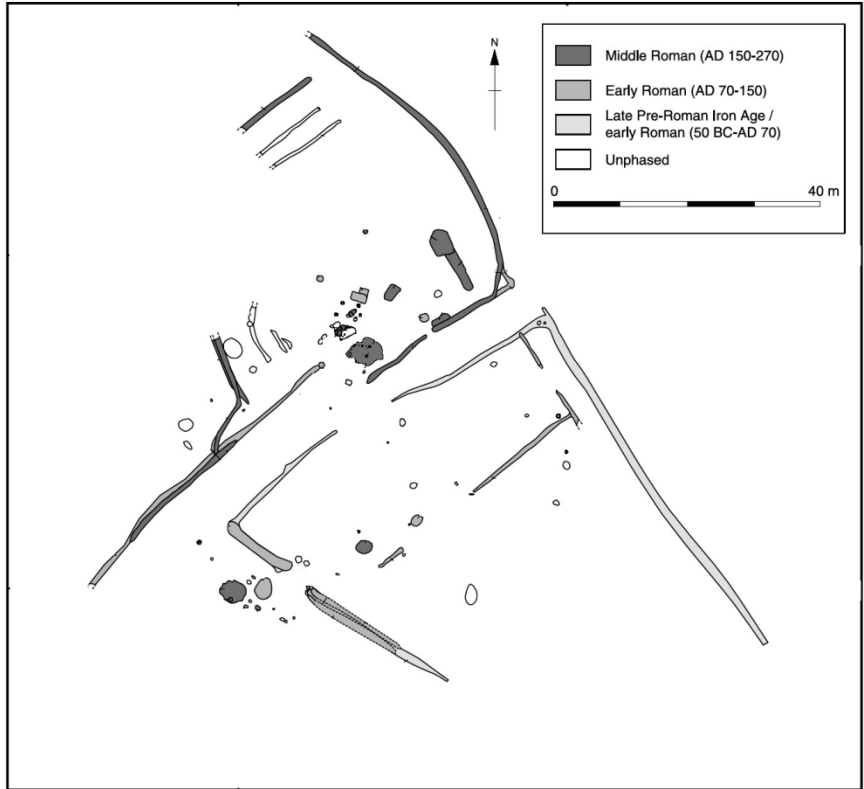 N
Middle Roman (AD 150-270)
Early Roman (AD 70-150)
Late Pre-Roman Iron Age /
early Roman (50 BC-AD 70)
Unphased
0 40 m